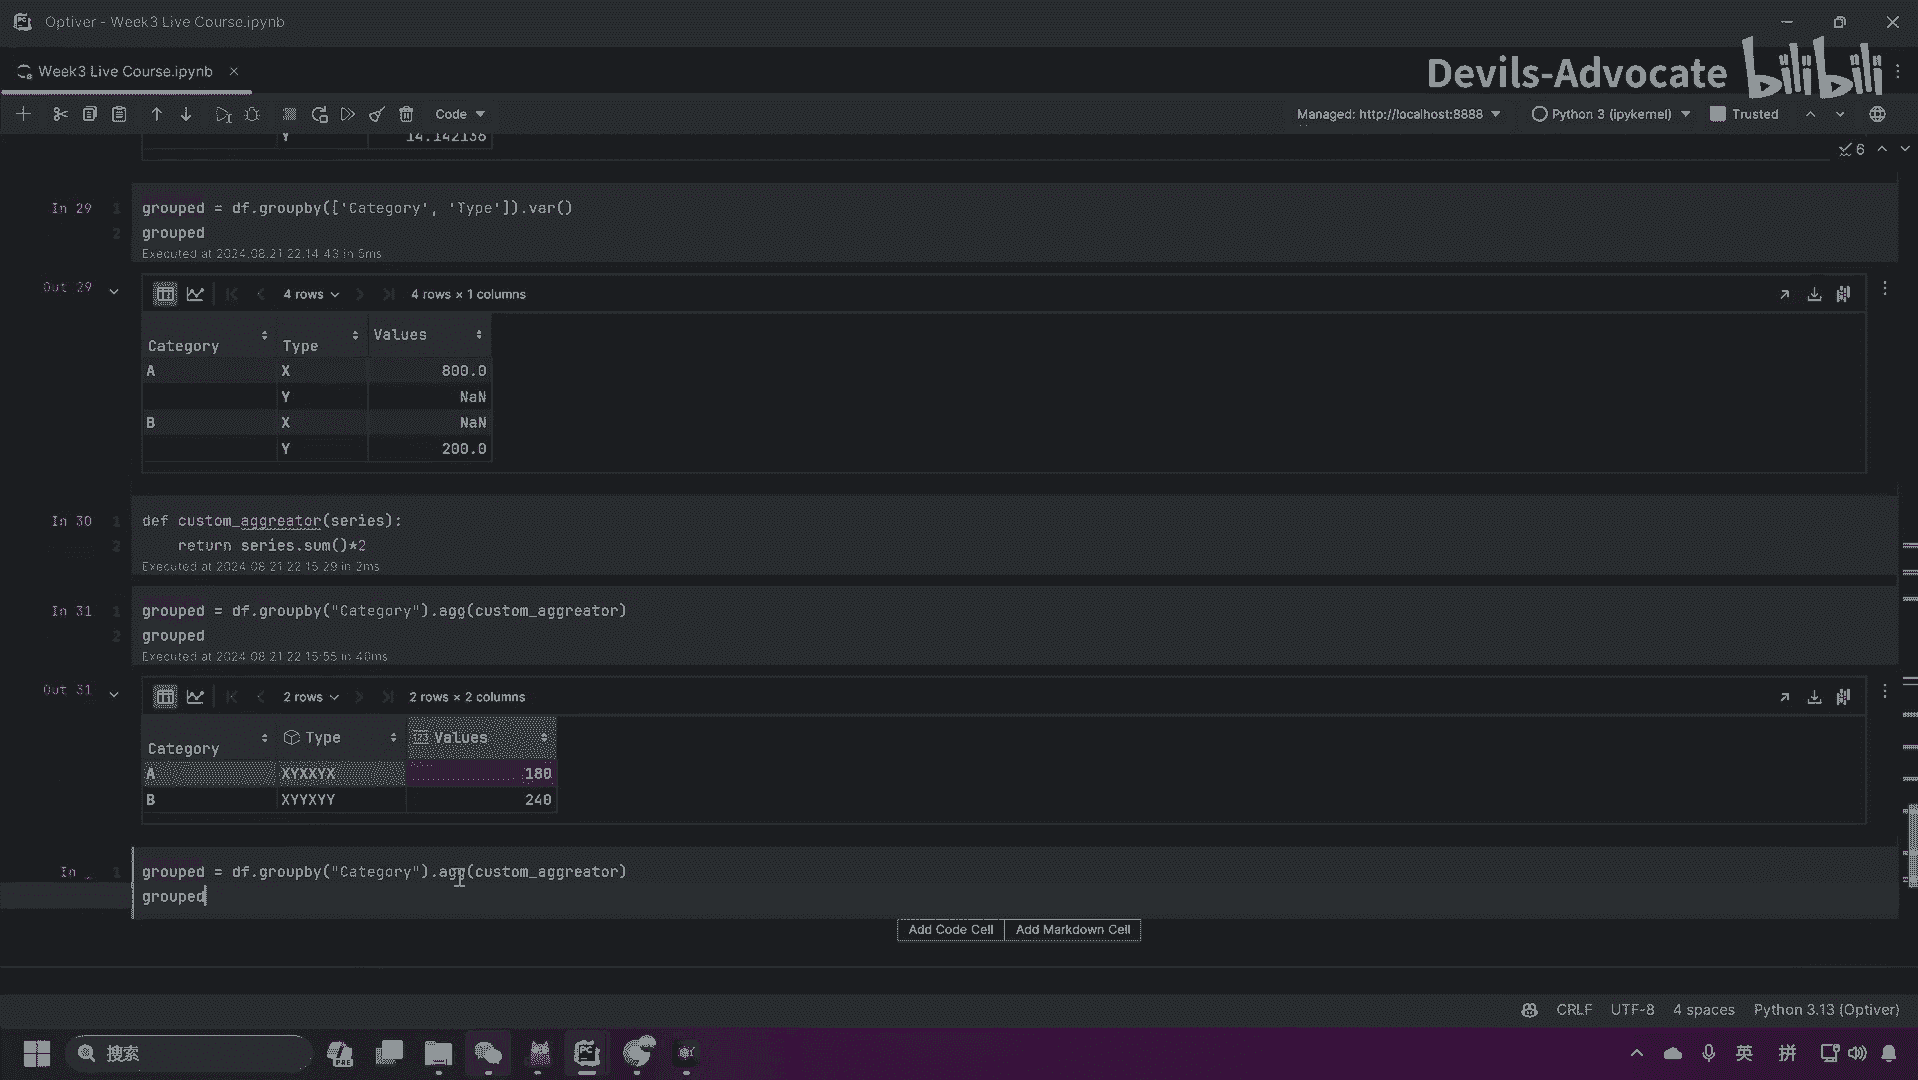 Optiver - Week3 Live Course.ipynb
Week3 Live Course.ipynb
Devils-Advocate bilibili
Code
Managed: http://localhost:8888
Python 3 (ipykernel)
Trusted
Y 14.142136
6
In 29
1 grouped = df.groupby(['Category', 'Type']).var()
2 grouped
Executed at 2024.08.21 22:14:43 in 5ms
Out 29
4 rows
4 rows × 1 columns
Category Type Values
A X 800.0
Y NaN
B X NaN
Y 200.0
In 30
1 def custom_aggreator(series):
2 return series.sum()*2
Executed at 2024.08.21 22:15:29 in 2ms
In 31
1 grouped = df.groupby("Category").agg(custom_aggreator)
2 grouped
Executed at 2024.08.21 22:15:55 in 40ms
Out 31
2 rows
2 rows × 2 columns
Category Type 123 Values
A XYXXYX 180
B XYYXYY 240
In _
1 grouped = df.groupby("Category").agg(custom_aggreator)
grouped
Add Code Cell
Add Markdown Cell
CRLF
UTF-8
4 spaces
Python 3.13 (Optiver)
搜索
PRE
PC
英
拼